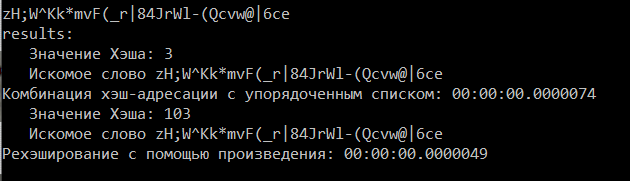 zH;W^Kk*mvF(_r|84JrWl-(Qcvw@|6ce
results:
Значение Хэша: 3
Искомое слово zH;W^Kk*mvF(_r|84JrWl-(Qcvw@|6ce
Комбинация хэш-адресации с упорядоченным списком: 00:00:00.0000074
Значение Хэша: 103
Искомое слово zH;W^Kk*mvF(_r|84JrWl-(Qcvw@|6ce
Рехэширование с помощью произведения: 00:00:00.0000049